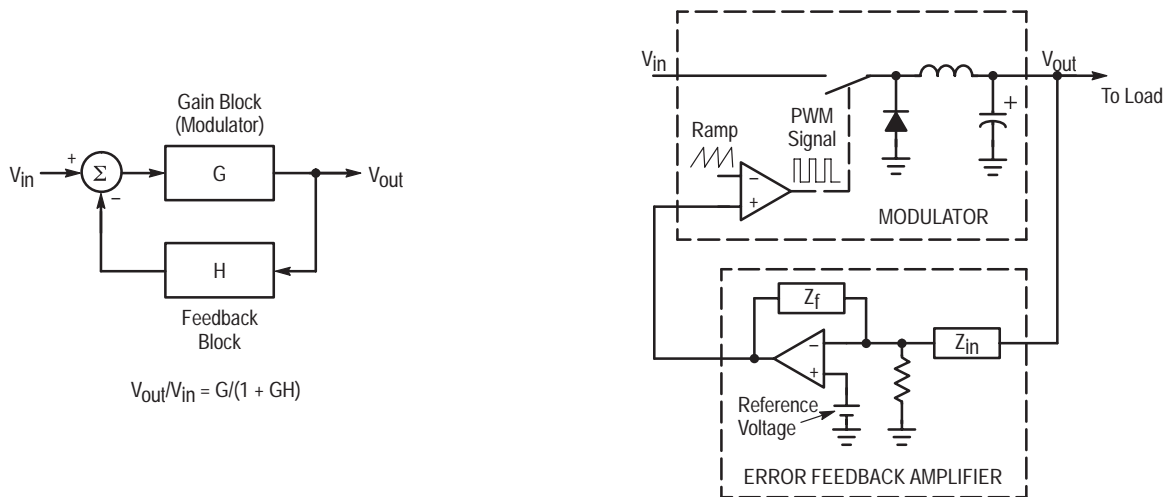 Gain Block
(Modulator)
Vin
+
Σ
−
G
Vout
H
Feedback
Block
Vout/Vin = G/(1 + GH)
Vin
Vout
To Load
+
PWM
Signal
Ramp
−
+
MODULATOR
Zf
Zin
−
+
Reference
Voltage
ERROR FEEDBACK AMPLIFIER